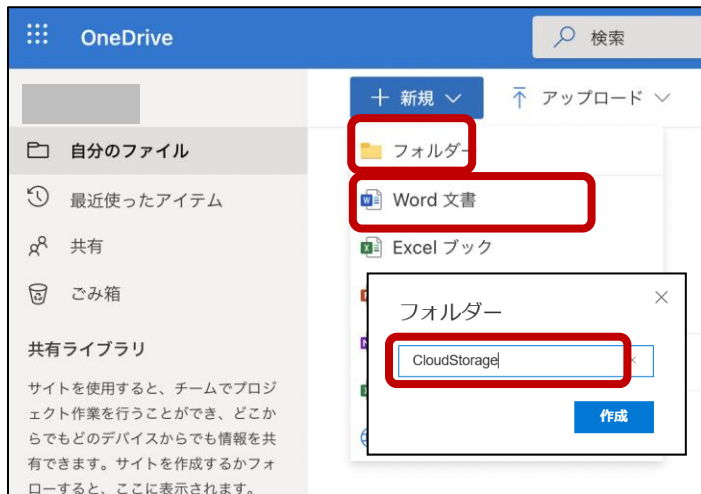 OneDrive
検索
＋ 新規
アップロード
自分のファイル
最近使ったアイテム
共有
ごみ箱
共有ライブラリ
サイトを使用すると、チームでプロジ
ェクト作業を行うことができ、どこか
らでもどのデバイスからでも情報を共
有できます。サイトを作成するかフォ
ローすると、ここに表示されます。
フォルダー
Word 文書
Excel ブック
フォルダー
CloudStorage
作成